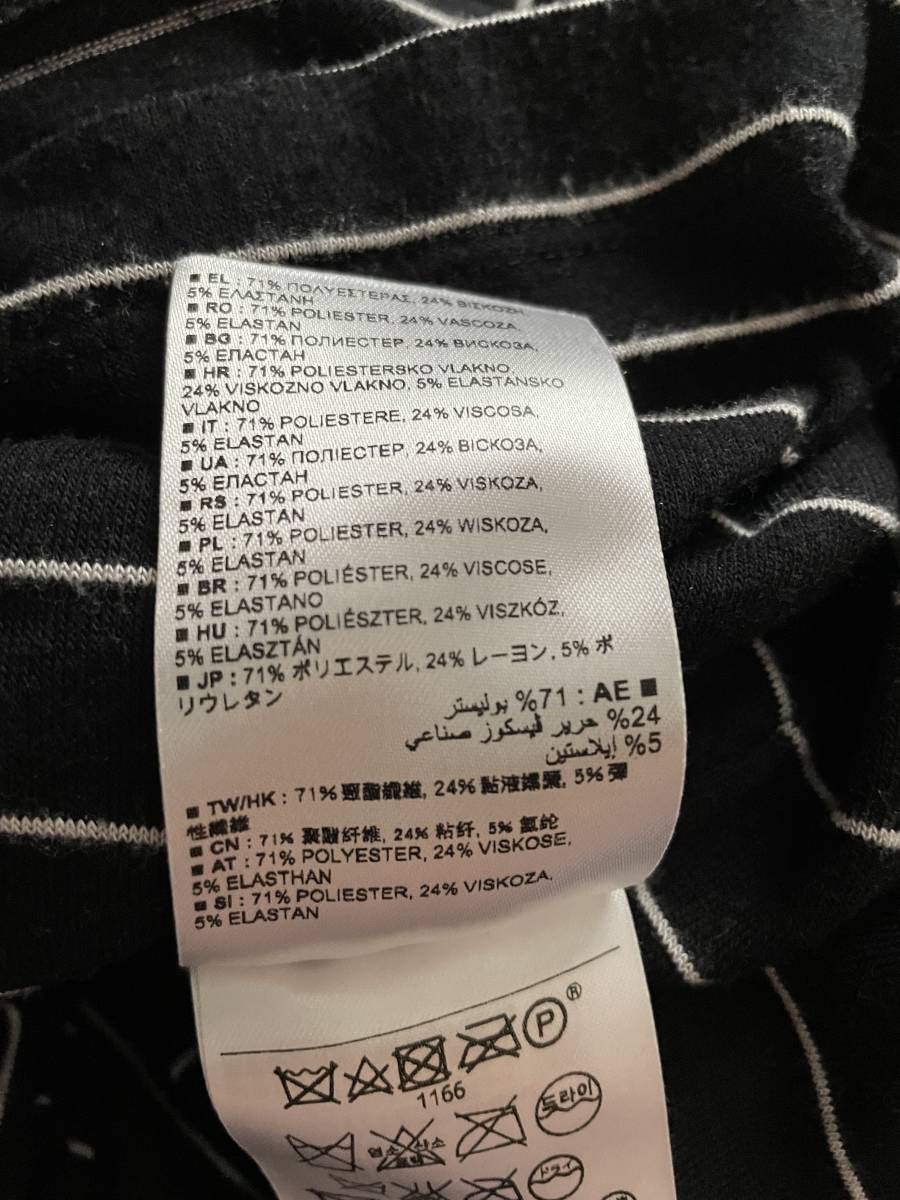 ■ EL : 71% ΠΟΛΥΕΣΤΕΡΑΣ, 24% ΒΙΣΚΟΖΗ
5% ΕΛΑΣΤΑΝΗ
■ RO : 71% POLIESTER, 24% VASCOZA,
5% ELASTAN
■ BG : 71% ПОЛИЕСТЕР, 24% ВИСКОЗА,
5% ЕЛАСТАН
■ HR : 71% POLIESTERSKO VLAKNO,
24% VISKOZNO VLAKNO, 5% ELASTANSKO
VLAKNO
■ IT : 71% POLIESTERE, 24% VISCOSA,
5% ELASTAN
■ UA : 71% ПОЛІЕСТЕР, 24% ВІСКОЗА,
5% ЕЛАСТАН
■ RS : 71% POLIESTER, 24% VISKOZA,
5% ELASTAN
■ PL : 71% POLIESTER, 24% WISKOZA,
5% ELASTAN
■ BR : 71% POLIÉSTER, 24% VISCOSE,
5% ELASTANO
■ HU : 71% POLIÉSZTER, 24% VISZKÓZ,
5% ELASZTÁN
■ JP : 71% ポリエステル, 24% レーヨン, 5% ポ
リウレタン
■ AE : 71% بوليستر
24% حرير فيسكوز صناعي
5% إيلاستين
■ TW/HK : 71% 聚酯纖維, 24% 黏液螺縈, 5% 彈
性纖維
■ CN : 71% 聚酯纤维, 24% 粘纤, 5% 氨纶
■ AT : 71% POLYESTER, 24% VISKOSE,
5% ELASTHAN
■ SI : 71% POLIESTER, 24% VISKOZA,
5% ELASTAN
P ®
1166
드라이
ドライ